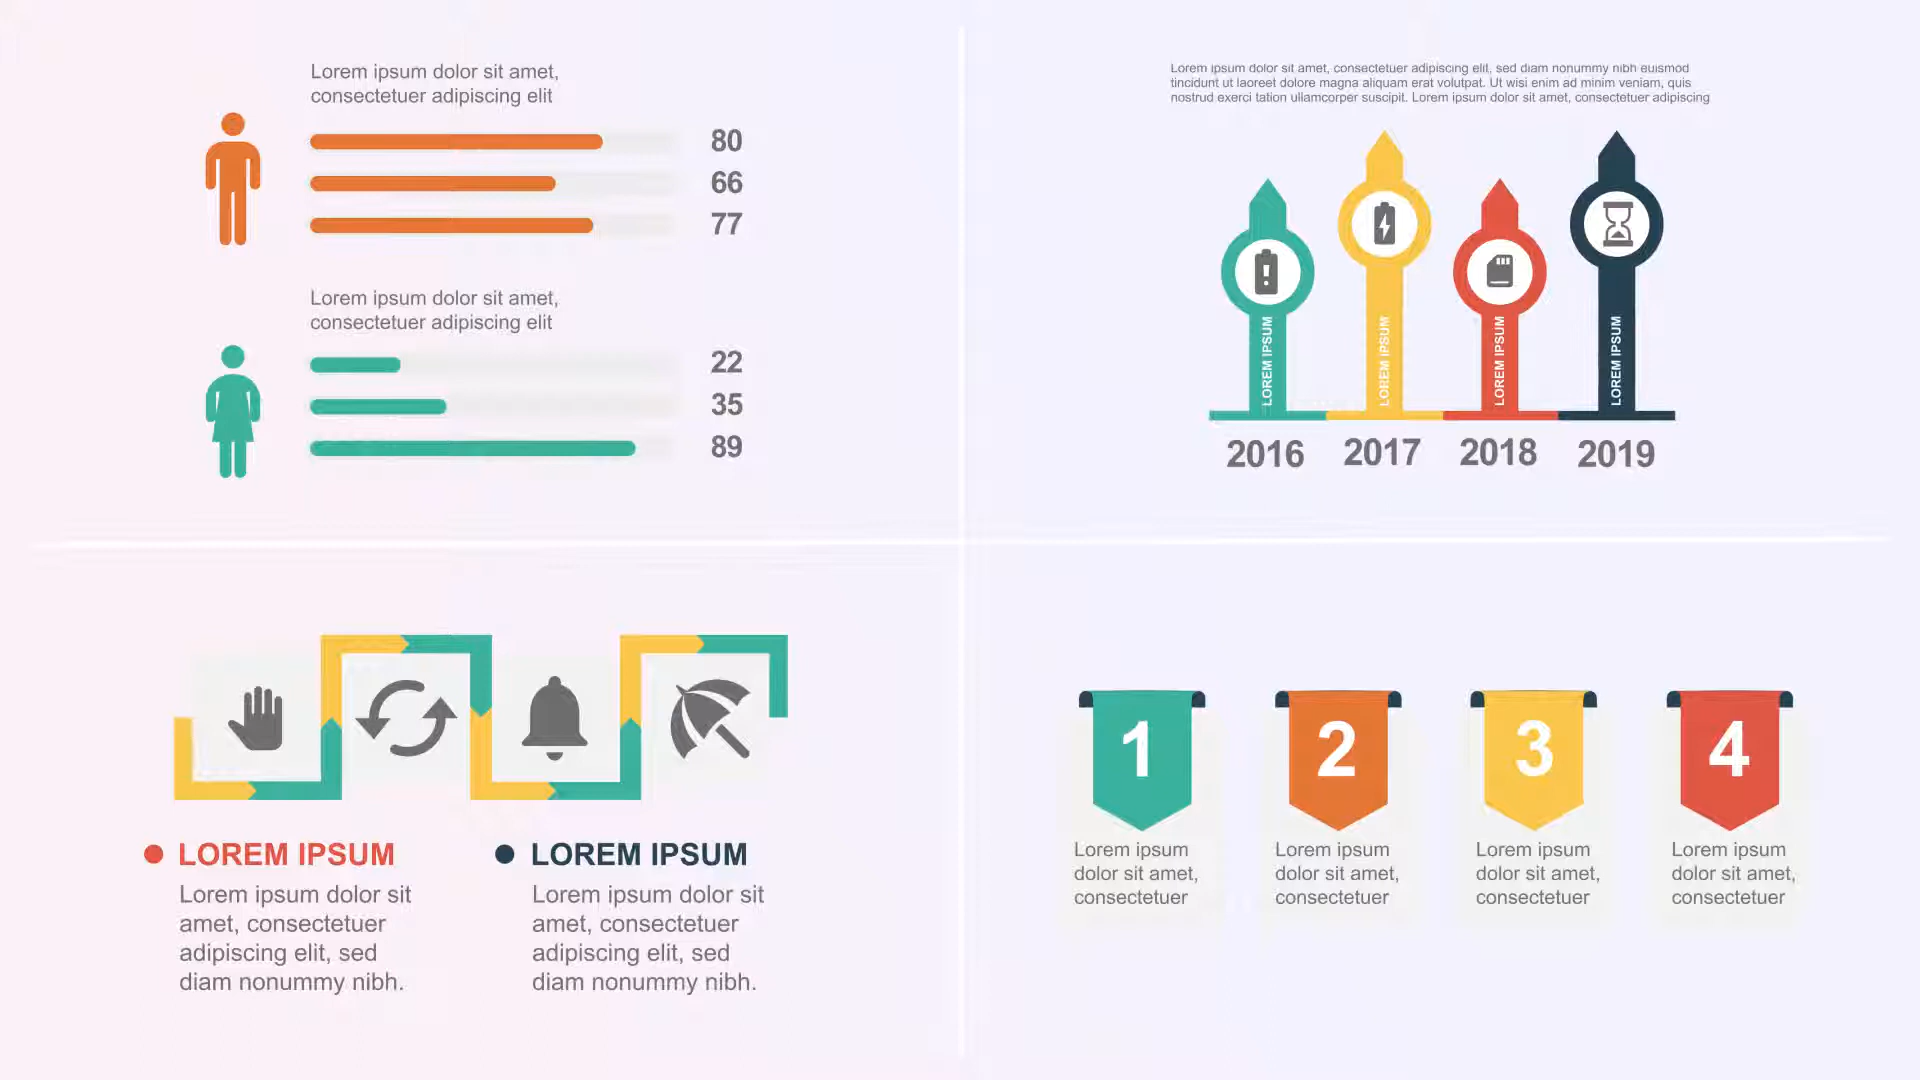 Lorem ipsum dolor sit amet,
consectetuer adipiscing elit
80
66
77
Lorem ipsum dolor sit amet,
consectetuer adipiscing elit
22
35
89
Lorem ipsum dolor sit amet, consectetuer adipiscing elit, sed diam nonummy nibh euismod
tincidunt ut laoreet dolore magna aliquam erat volutpat. Ut wisi enim ad minim veniam, quis
nostrud exerci tation ullamcorper suscipit. Lorem ipsum dolor sit amet, consectetuer adipiscing
LOREM IPSUM
LOREM IPSUM
LOREM IPSUM
LOREM IPSUM
2016
2017
2018
2019
LOREM IPSUM
Lorem ipsum dolor sit
amet, consectetuer
adipiscing elit, sed
diam nonummy nibh.
LOREM IPSUM
Lorem ipsum dolor sit
amet, consectetuer
adipiscing elit, sed
diam nonummy nibh.
1
Lorem ipsum
dolor sit amet,
consectetuer
2
Lorem ipsum
dolor sit amet,
consectetuer
3
Lorem ipsum
dolor sit amet,
consectetuer
4
Lorem ipsum
dolor sit amet,
consectetuer